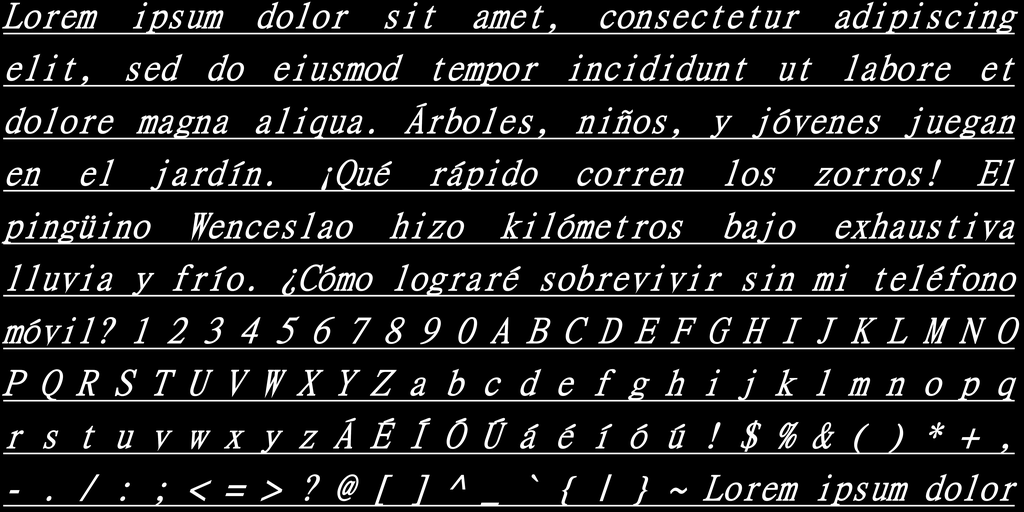 Lorem ipsum dolor sit amet, consectetur adipiscing
elit, sed do eiusmod tempor incididunt ut labore et
dolore magna aliqua. Árboles, niños, y jóvenes juegan
en el jardín. ¡Qué rápido corren los zorros! El
pingüino Wenceslao hizo kilómetros bajo exhaustiva
lluvia y frío. ¿Cómo lograré sobrevivir sin mi teléfono
móvil? 1 2 3 4 5 6 7 8 9 0 A B C D E F G H I J K L M N O
P Q R S T U V W X Y Z a b c d e f g h i j k l m n o p q
r s t u v w x y z Á É Í Ó Ú á é í ó ú ! $ % & ( ) * + ,
- . / : ; < = > ? @ [ ] ^ _ ` { | } ~ Lorem ipsum dolor